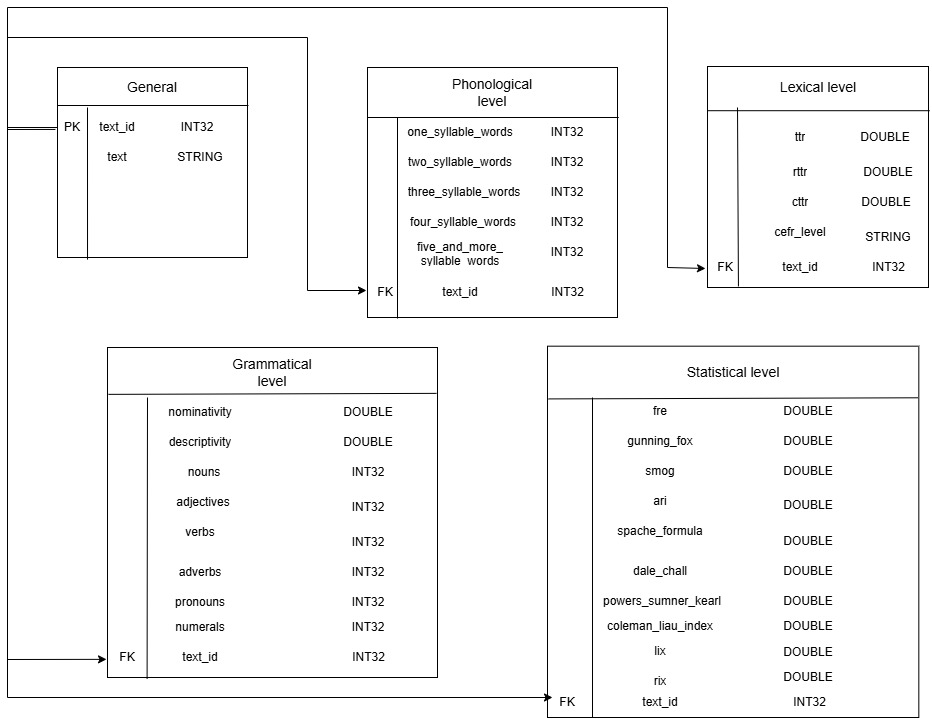 General
PK text_id INT32
text STRING
Phonological
level
one_syllable_words INT32
two_syllable_words INT32
three_syllable_words INT32
four_syllable_words INT32
five_and_more_
syllable_words INT32
FK text_id INT32
Lexical level
ttr DOUBLE
rttr DOUBLE
cttr DOUBLE
cefr_level STRING
FK text_id INT32
Grammatical
level
nominativity DOUBLE
descriptivity DOUBLE
nouns INT32
adjectives INT32
verbs INT32
adverbs INT32
pronouns INT32
numerals INT32
FK text_id INT32
Statistical level
fre DOUBLE
gunning_fox DOUBLE
smog DOUBLE
ari DOUBLE
spache_formula DOUBLE
dale_chall DOUBLE
powers_sumner_kearl DOUBLE
coleman_liau_index DOUBLE
lix DOUBLE
rix DOUBLE
FK text_id INT32